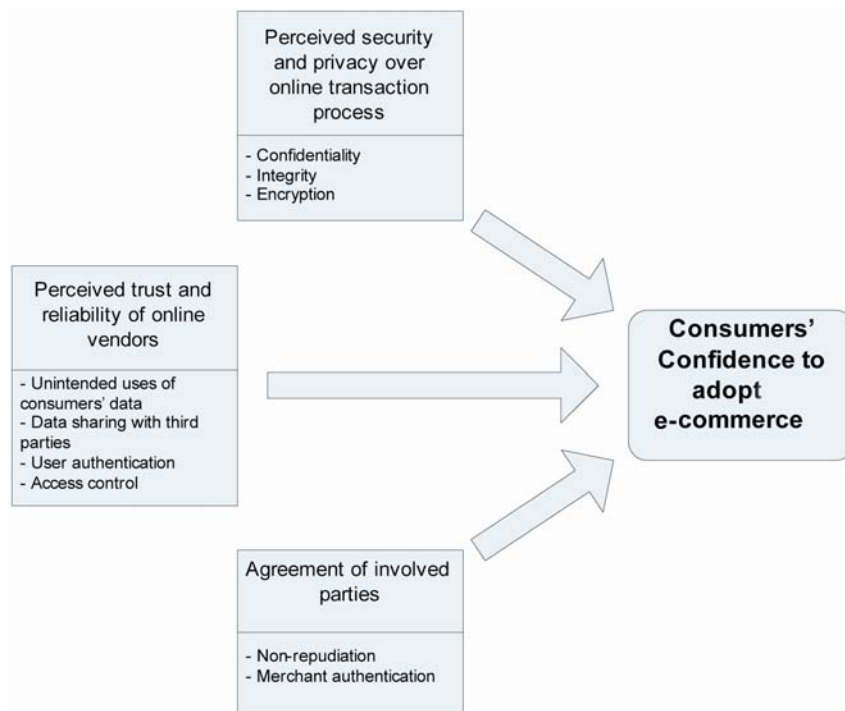 Perceived security
and privacy over
online transaction
process
- Confidentiality
- Integrity
- Encryption
Perceived trust and
reliability of online
vendors
- Unintended uses of
consumers' data
- Data sharing with third
parties
- User authentication
- Access control
Agreement of involved
parties
- Non-repudiation
- Merchant authentication
Consumers’
Confidence to
adopt
e-commerce